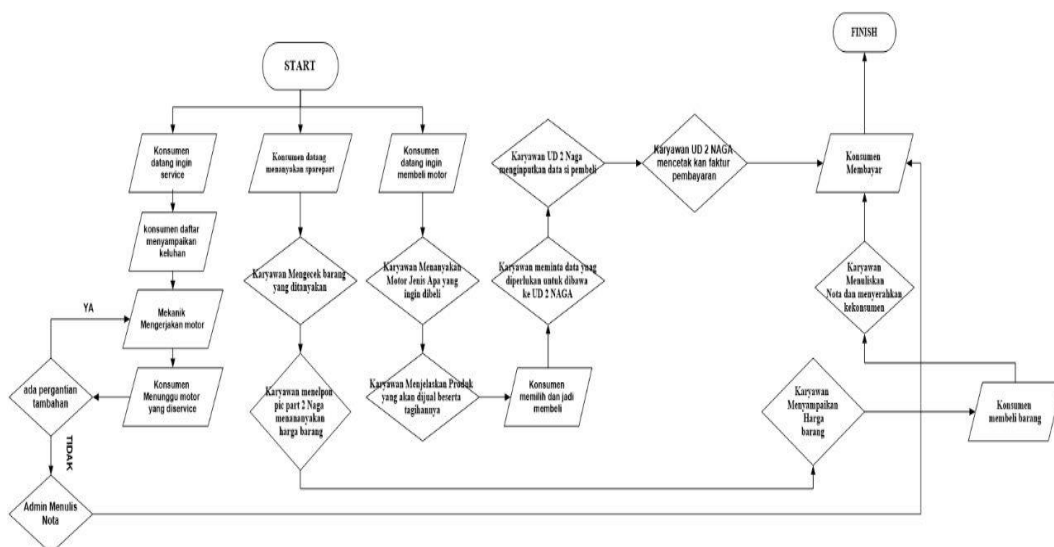 FINISH
START
Konsumen
datang ingin
service
Konsumen datang
menanyakan sparepart
Konsumen
datang ingin
membeli motor
Karyawan UD 2 Naga
menginputkan data si pembeli
Karyawan UD 2 NAGA
mencetak kan faktur
pembayaran
Konsumen
Membayar
konsumen daftar
menyampaikan
keluhan
Karyawan Mengecek barang
yang ditanyakan
Karyawan Menanyakan
Motor Jenis Apa yang
ingin dibeli
Karyawan meminta data ynag
diperlukan untuk dibawa
ke UD 2 NAGA
Karyawan
Menuliskan
Nota dan menyerahkan
kekonsumen
YA
Mekanik
Mengerjakan motor
ada pergantian
tambahan
Konsumen
Menunggu motor
yang diservice
Karyawan menelpon
pic part 2 Naga
menananyakan
harga barang
Karyawan Menjelaskan Produk
yang akan dijual beserta
tagihannya
Konsumen
memilih dan jadi
membeli
Karyawan
Menyampaikan
Harga
barang
Konsumen
membeli barang
TIDAK
Admin Menulis
Nota